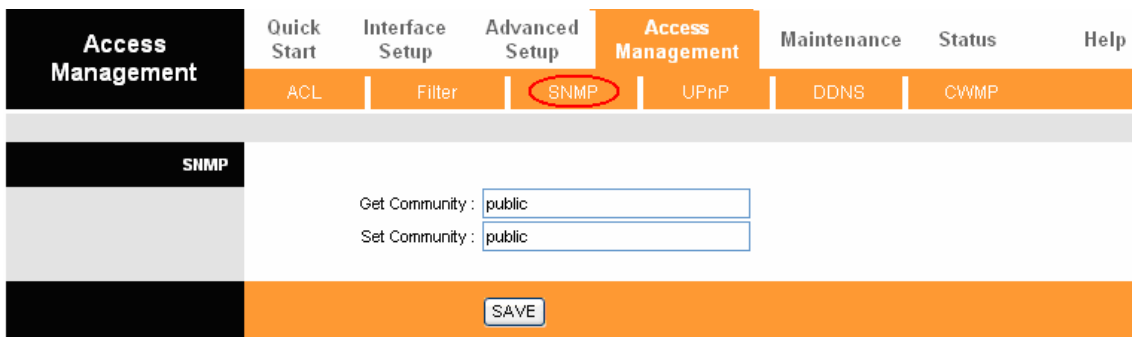 Access Management
Quick Start
Interface Setup
Advanced Setup
Access Management
Maintenance
Status
Help
ACL
Filter
SNMP
UPnP
DDNS
CWMP
SNMP
Get Community : public
Set Community : public
SAVE